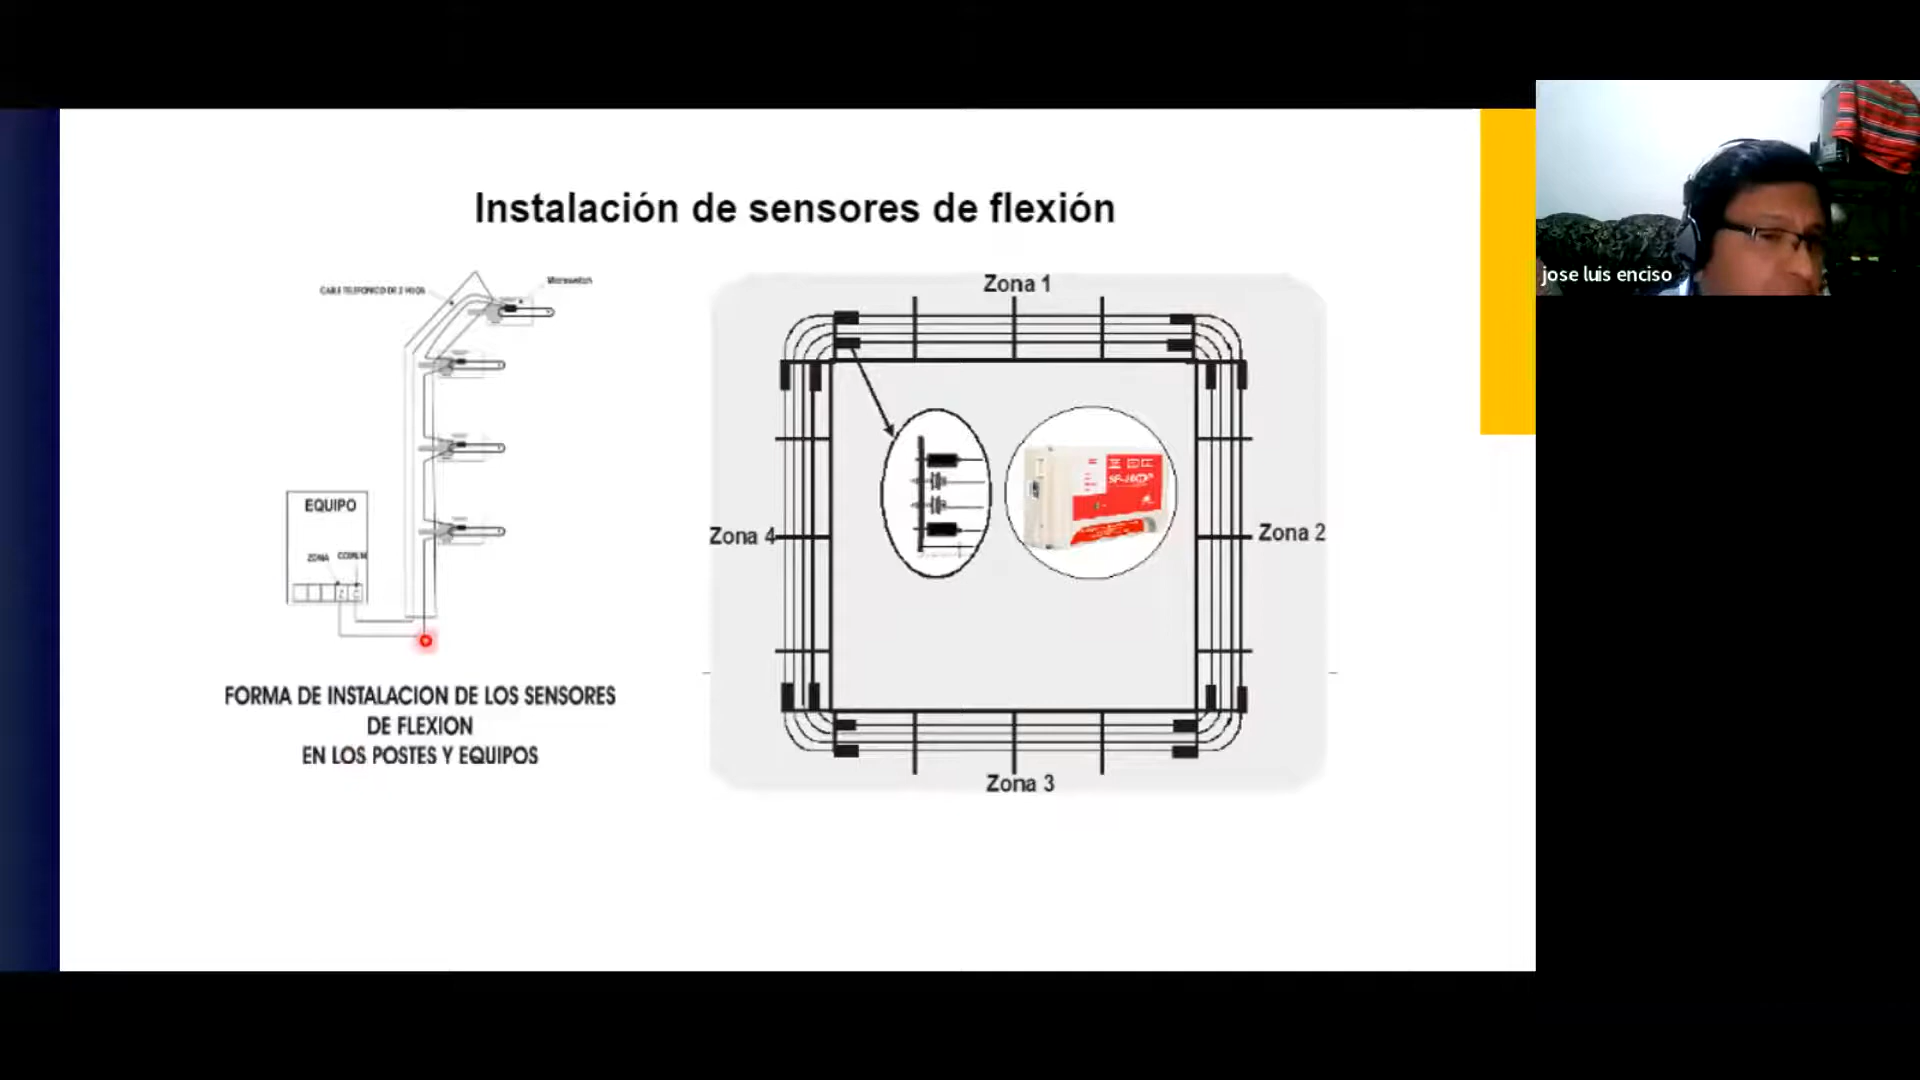 Instalación de sensores de flexión
CABLE TELEFONICO DE 2 HILOS
Microswitch
EQUIPO
ZONA COMUN
FORMA DE INSTALACION DE LOS SENSORES
DE FLEXION
EN LOS POSTES Y EQUIPOS
Zona 1
Zona 4
Zona 2
Zona 3
jose luis enciso